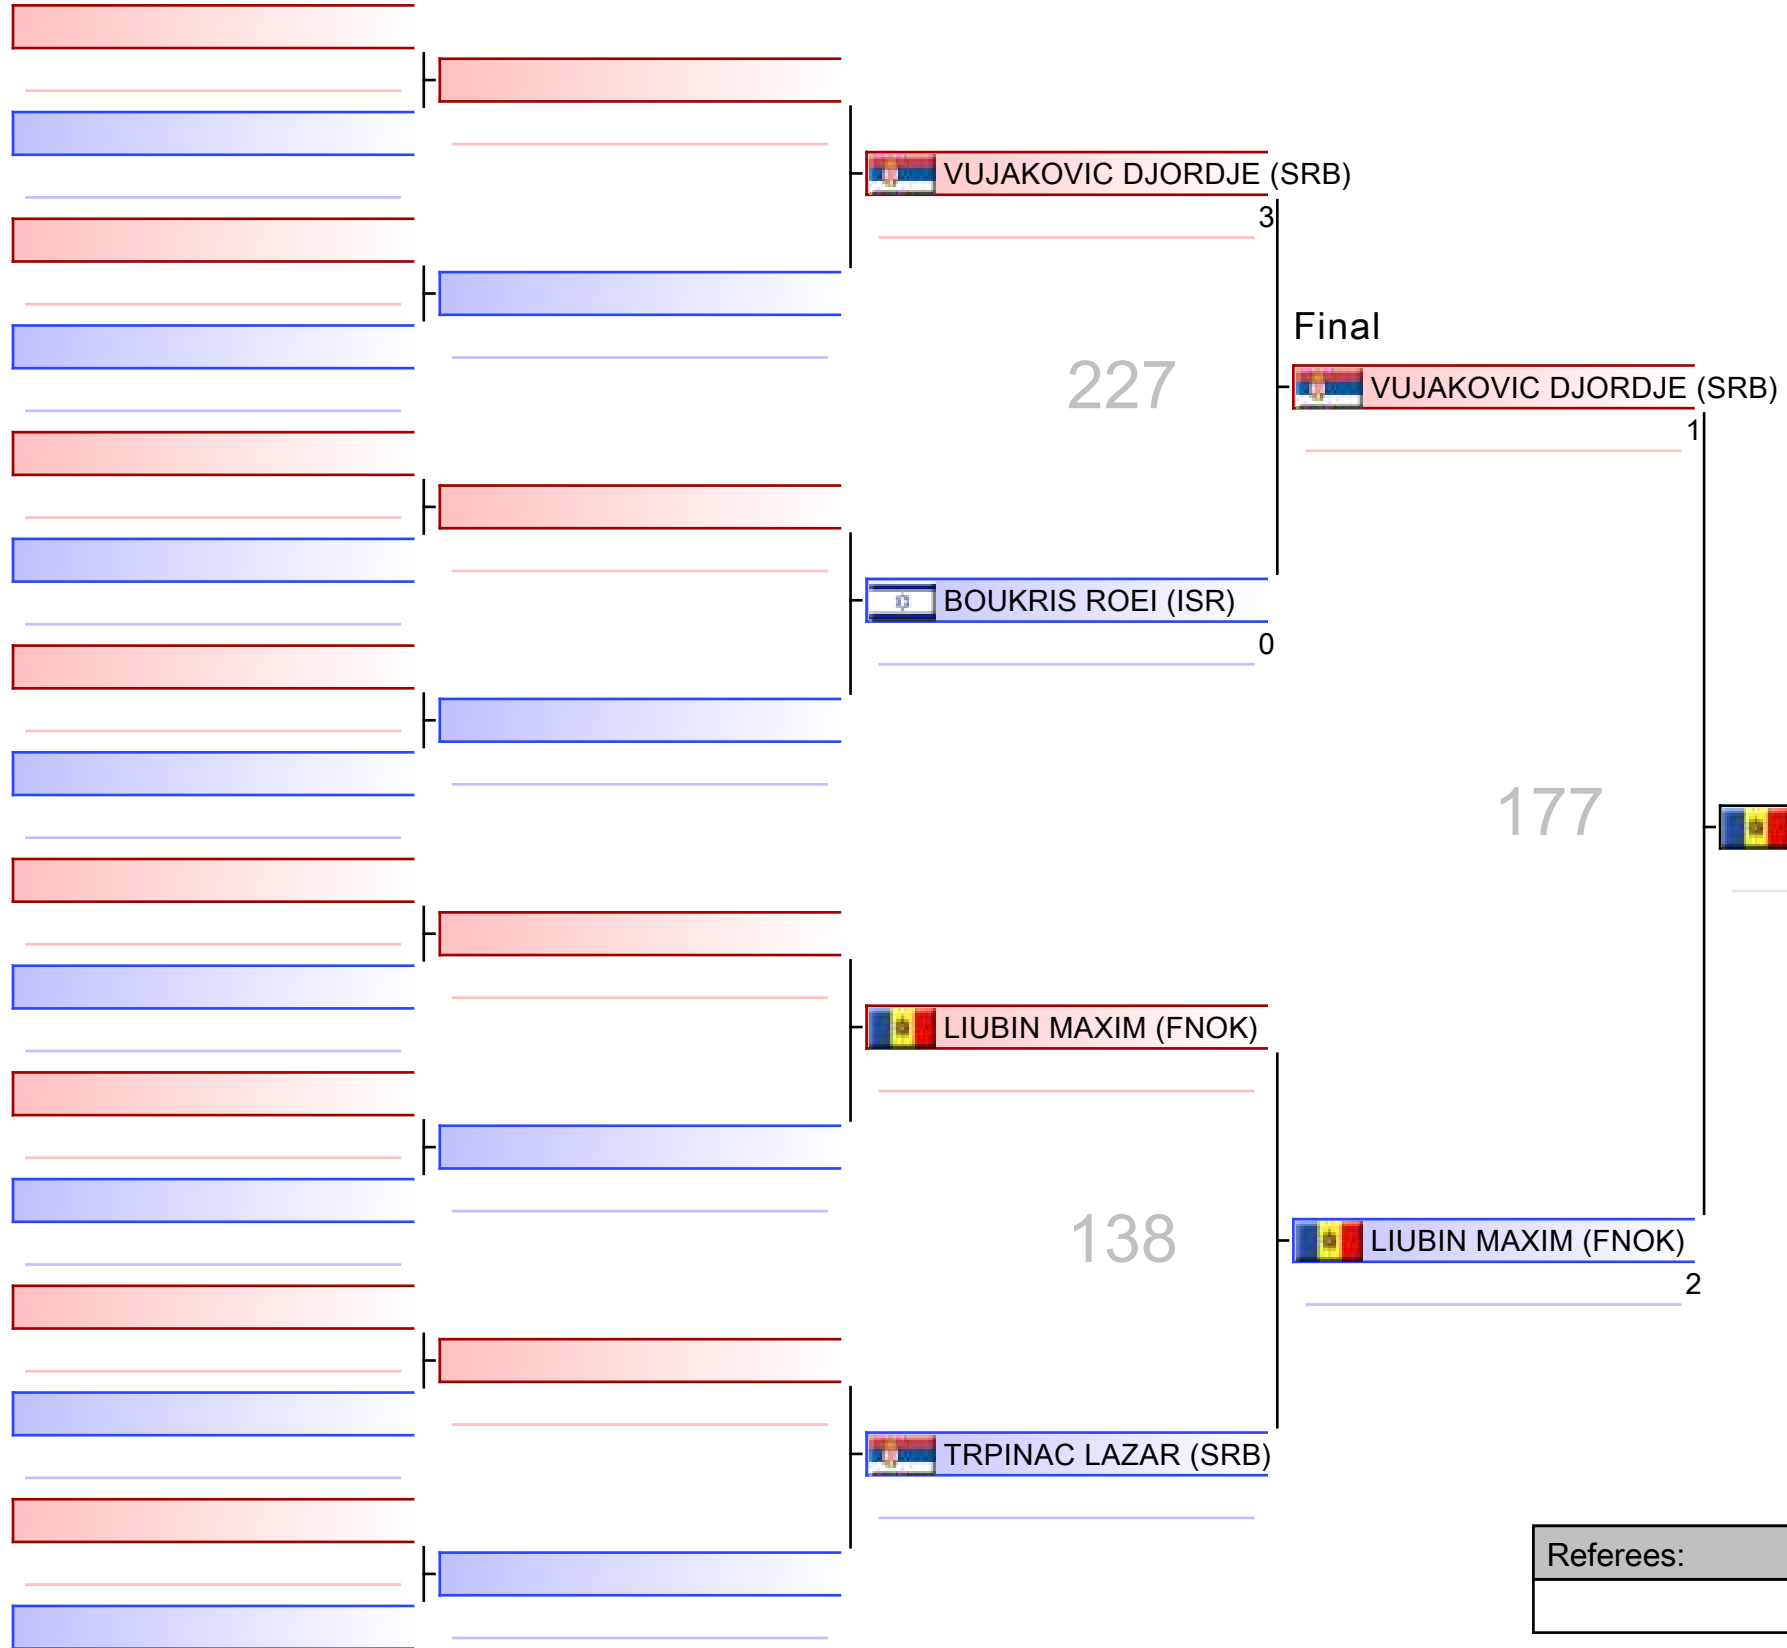 VUJAKOVIC DJORDJE (SRB)
3
Final
227
VUJAKOVIC DJORDJE (SRB)
1
BOUKRIS ROEI (ISR)
0
177
LIUBIN MAXIM (FNOK)
138
LIUBIN MAXIM (FNOK)
2
TRPINAC LAZAR (SRB)
Referees: